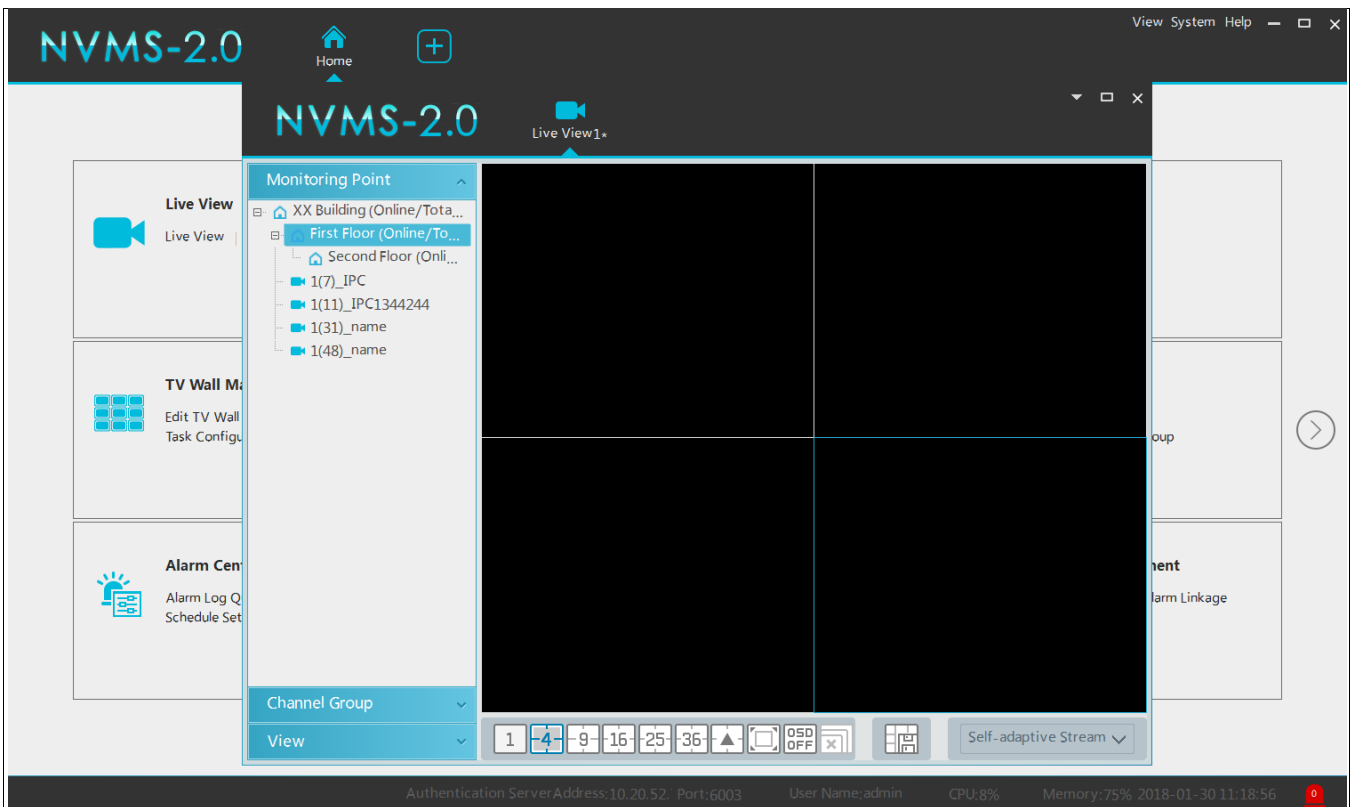 View System Help
NVMS-2.0
Home
NVMS-2.0
Live View1*
Monitoring Point
XX Building (Online/Tota...
First Floor (Online/To...
Second Floor (Onli...
1(7)_IPC
1(11)_IPC1344244
1(31)_name
1(48)_name
Channel Group
View
1 4 9 16 25 36 OSD OFF
Self-adaptive Stream
Live View
Live View
TV Wall Ma
Edit TV Wall
Task Configu
oup
Alarm Cen
Alarm Log Q
Schedule Set
ment
larm Linkage
Authentication ServerAddress:10.20.52. Port:6003 User Name:admin CPU:8% Memory:75% 2018-01-30 11:18:56 0